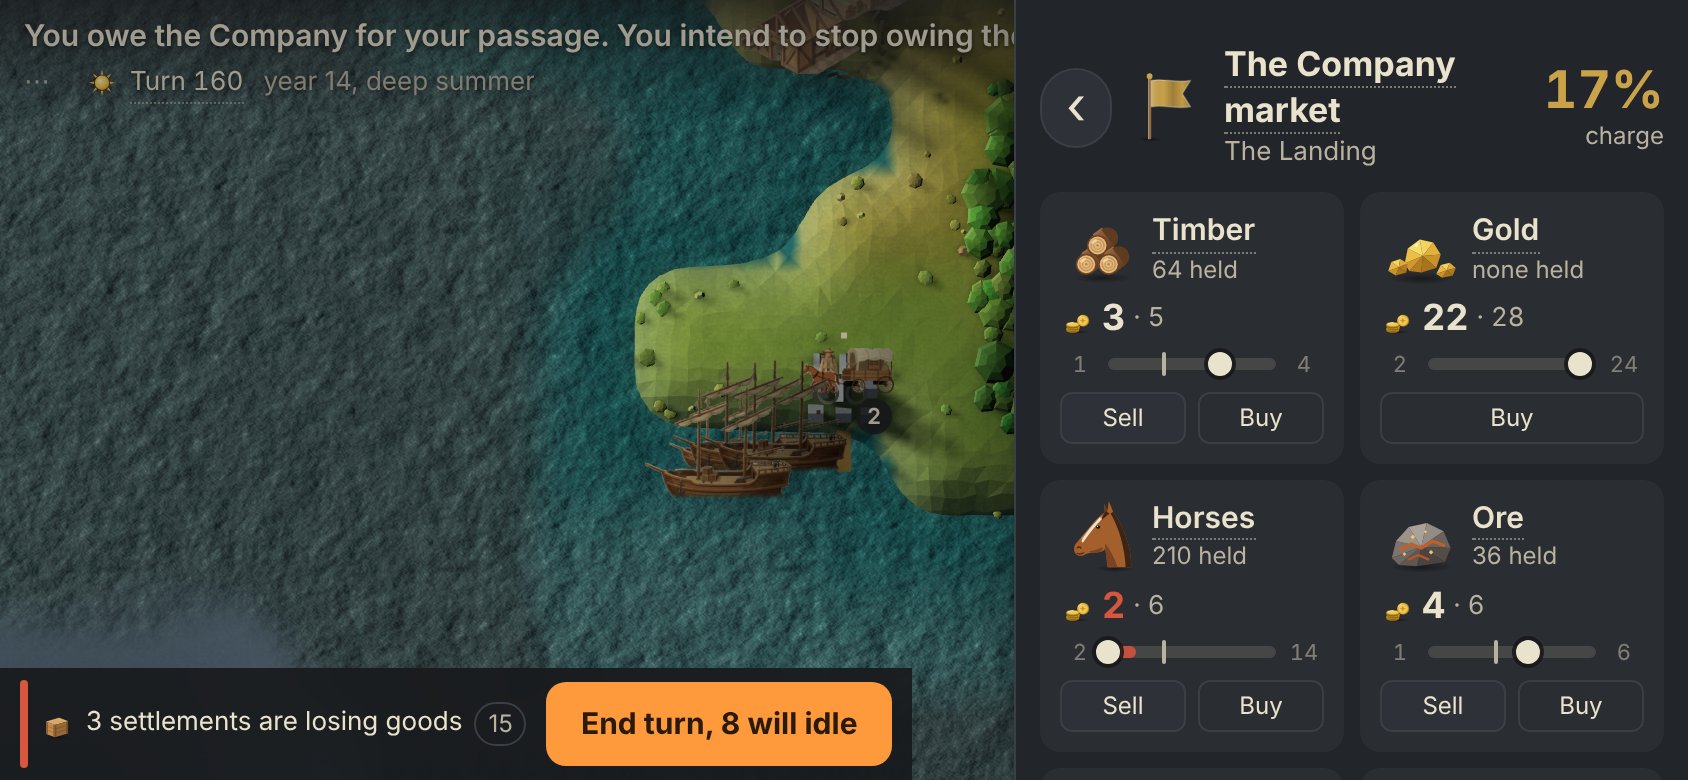 You owe the Company for your passage. You intend to stop owing th
... Turn 160 year 14, deep summer
2
3 settlements are losing goods 15
End turn, 8 will idle
The Company
market
The Landing
17%
charge
Timber
64 held
3 · 5
1 4
Sell Buy
Gold
none held
22 · 28
2 24
Buy
Horses
210 held
2 · 6
2 14
Sell Buy
Ore
36 held
4 · 6
1 6
Sell Buy